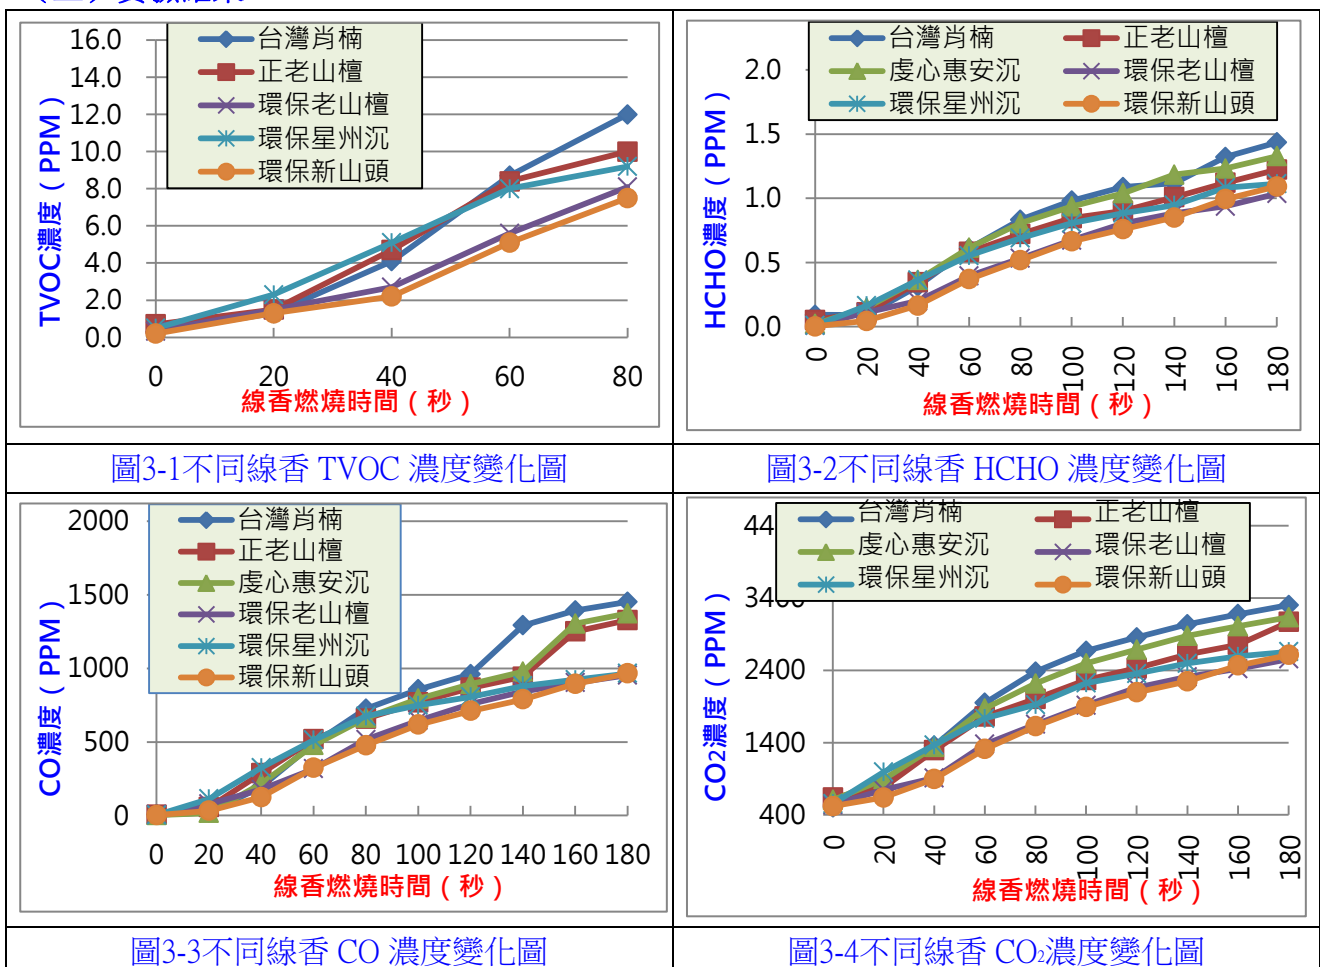 16.0
14.0
12.0
10.0
8.0
6.0
4.0
2.0
0.0
TVOC濃度（PPM）
台灣肖楠
正老山檀
環保老山檀
環保星州沉
環保新山頭
0 20 40 60 80
線香燃燒時間（秒）
圖3-1不同線香 TVOC 濃度變化圖
2.0
1.5
1.0
0.5
0.0
HCHO濃度（PPM）
台灣肖楠 正老山檀
虔心惠安沉 環保老山檀
環保星州沉 環保新山頭
0 20 40 60 80 100 120 140 160 180
線香燃燒時間（秒）
圖3-2不同線香 HCHO 濃度變化圖
2000
1500
1000
500
0
CO濃度（PPM）
台灣肖楠
正老山檀
虔心惠安沉
環保老山檀
環保星州沉
環保新山頭
0 20 40 60 80 100 120 140 160 180
線香燃燒時間（秒）
圖3-3不同線香 CO 濃度變化圖
3400
2400
1400
400
CO2濃度（PPM）
台灣肖楠 正老山檀
虔心惠安沉 環保老山檀
環保星州沉 環保新山頭
0 20 40 60 80 100 120 140 160 180
線香燃燒時間（秒）
圖3-4不同線香 CO₂濃度變化圖